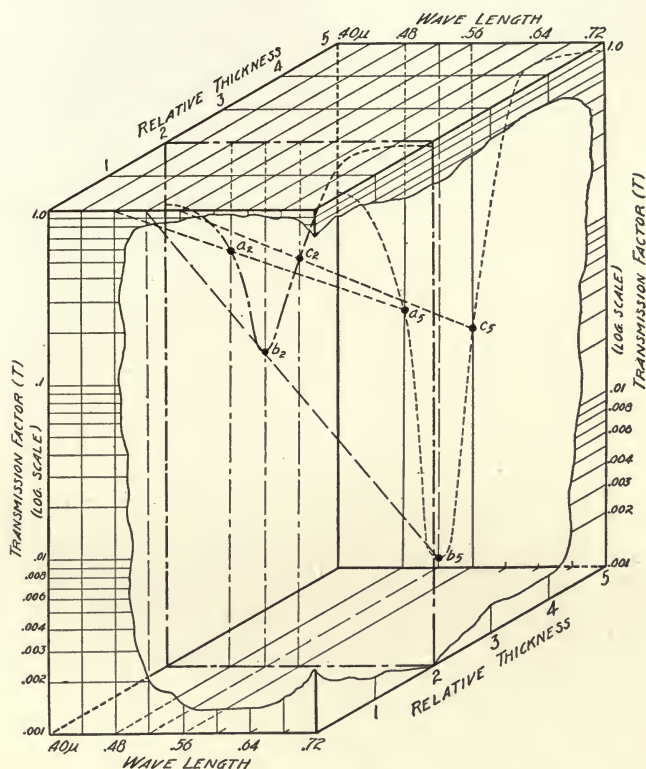 WAVE LENGTH
.40μ .48 .56 .64 .72
5
4
3
2
1
RELATIVE THICKNESS
1.0
1.0
a2
c2
b2
a5
c5
b5
.1
.01
.008
.006
.004
.003
.002
.001
TRANSMISSION FACTOR (T)
(LOG. SCALE)
.01
.008
.006
.004
.002
.001
(LOG. SCALE)
TRANSMISSION FACTOR (T)
5
4
3
2
1
RELATIVE THICKNESS
.40μ .48 .56 .64 .72
WAVE LENGTH